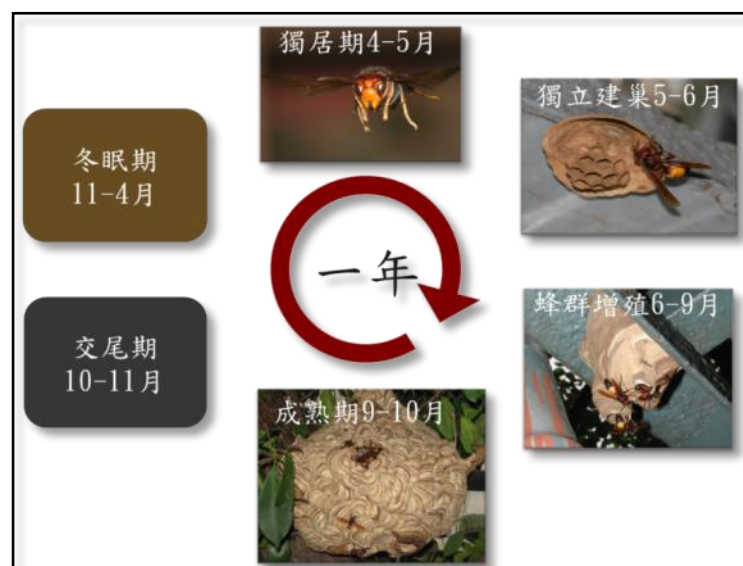 獨居期4-5月
獨立建巢5-6月
蜂群增殖6-9月
成熟期9-10月
交尾期
10-11月
冬眠期
11-4月
一年